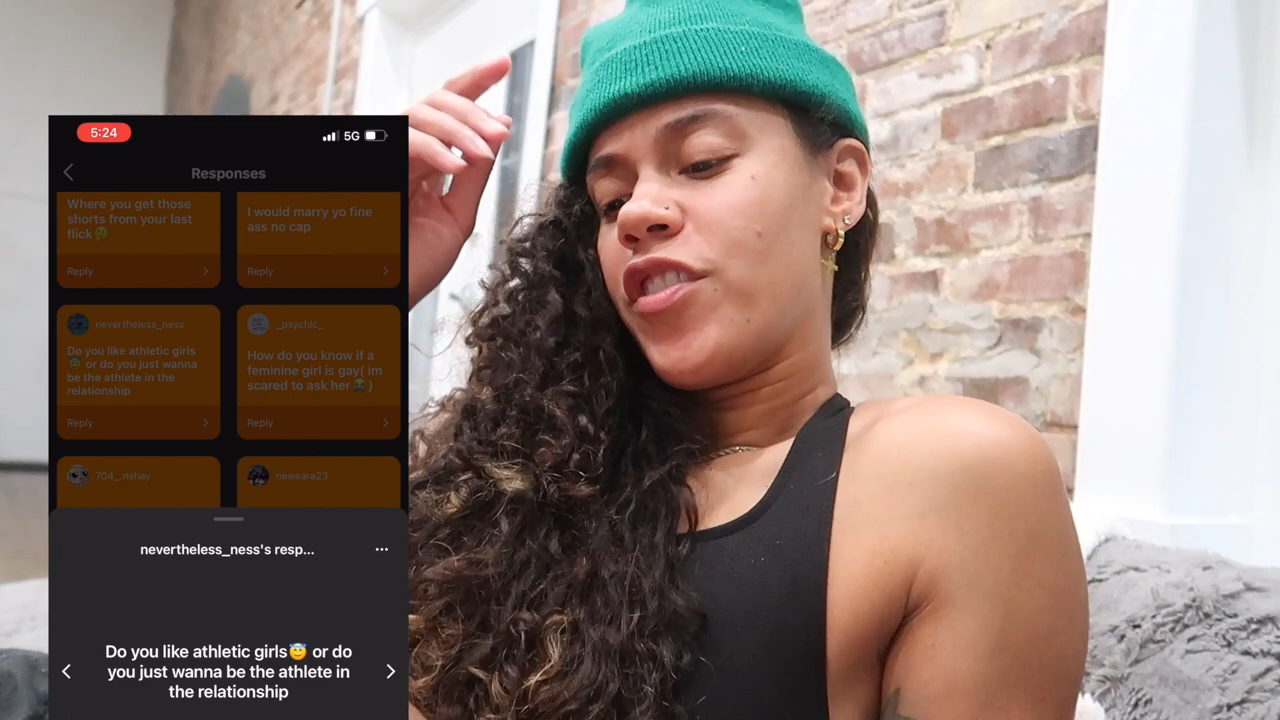 5:24
5G
Responses
Where you get those
shorts from your last
flick🥹
Reply
I would marry yo fine
ass no cap
Reply
nevertheless_ness
Do you like athletic girls
😇 or do you just wanna
be the athlete in the
relationship
Reply
_psychic_
How do you know if a
feminine girl is gay( im
scared to ask her😭)
Reply
704_.nshay
neweara23
nevertheless_ness's resp...
Do you like athletic girls😇 or do
you just wanna be the athlete in
the relationship